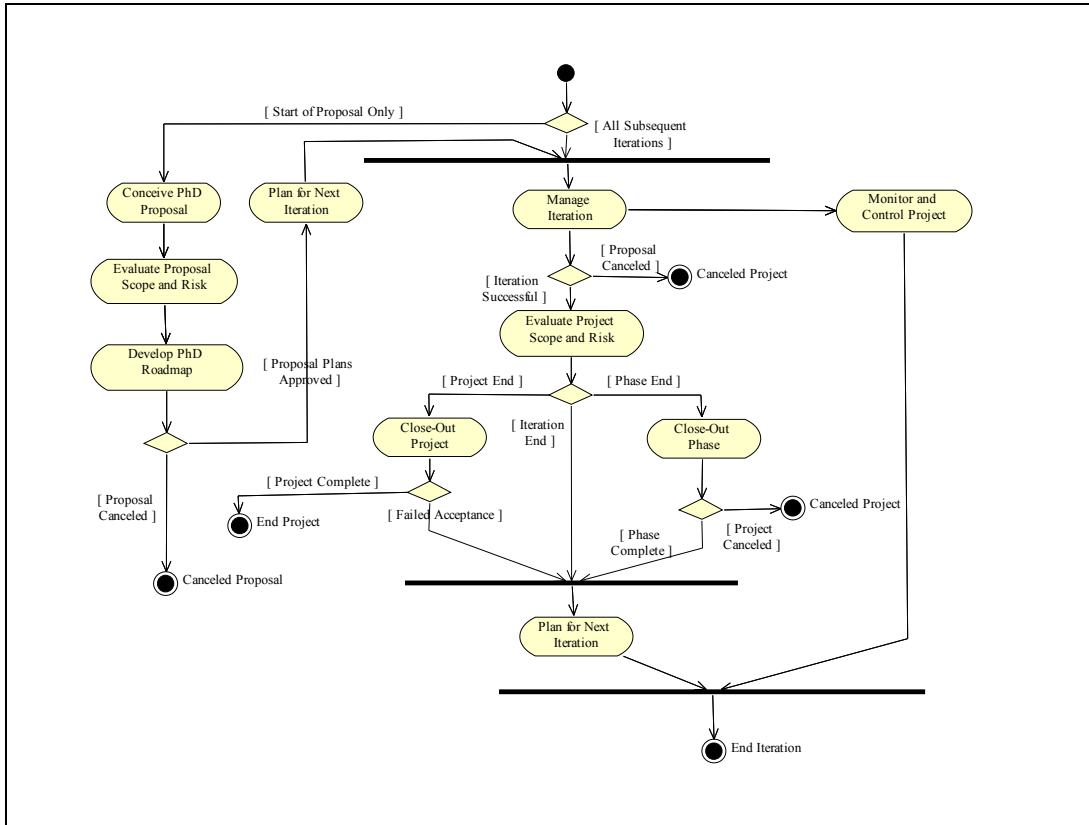 [ Start of Proposal Only ]
[ All Subsequent
Iterations ]
Conceive PhD
Proposal
Plan for Next
Iteration
Manage
Iteration
Monitor and
Control Project
[ Proposal
Canceled ]
Canceled Project
[ Iteration
Successful ]
Evaluate Proposal
Scope and Risk
Evaluate Project
Scope and Risk
Develop PhD
Roadmap
[ Proposal Plans
Approved ]
[ Project End ]
[ Phase End ]
[ Iteration
End ]
Close-Out
Project
Close-Out
Phase
[ Proposal
Canceled ]
[ Project Complete ]
End Project
[ Failed Acceptance ]
Canceled Project
[ Phase
Complete ]
[ Project
Canceled ]
Canceled Proposal
Plan for Next
Iteration
End Iteration